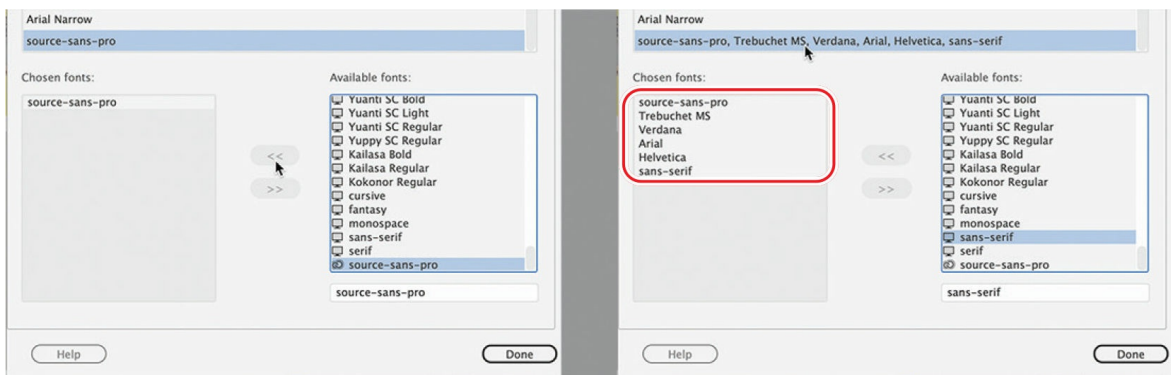 Arial Narrow
source-sans-pro
Chosen fonts:
Available fonts:
source-sans-pro
Yuanti SC Bold
Yuanti SC Light
Yuanti SC Regular
Yuppy SC Regular
Kailasa Bold
Kailasa Regular
Kokonor Regular
cursive
fantasy
monospace
sans-serif
serif
source-sans-pro
<<
>>
source-sans-pro
Help
Done
Arial Narrow
source-sans-pro, Trebuchet MS, Verdana, Arial, Helvetica, sans-serif
Chosen fonts:
Available fonts:
source-sans-pro
Trebuchet MS
Verdana
Arial
Helvetica
sans-serif
<<
>>
Yuanti SC Bold
Yuanti SC Light
Yuanti SC Regular
Yuppy SC Regular
Kailasa Bold
Kailasa Regular
Kokonor Regular
cursive
fantasy
monospace
sans-serif
serif
source-sans-pro
sans-serif
Help
Done